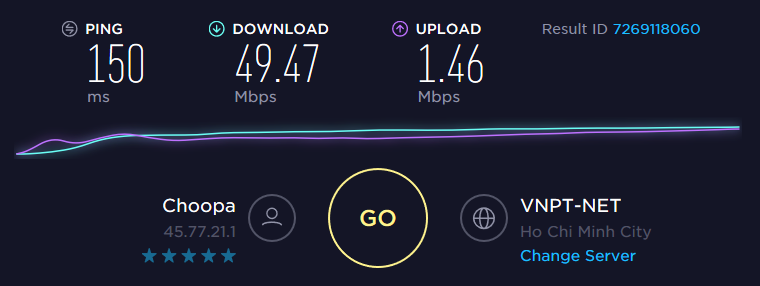 PING DOWNLOAD UPLOAD Result ID 7269118060
150 49.47 1.46
ms Mbps Mbps
Choopa GO VNPT-NET
45.77.21.1 Ho Chi Minh City
Change Server